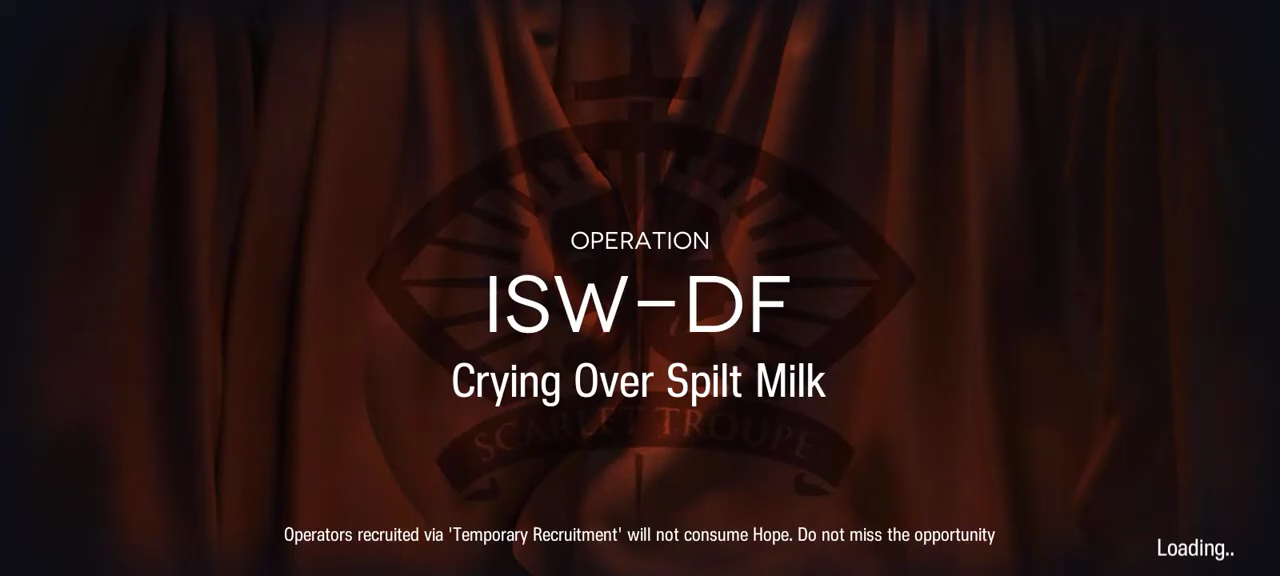 OPERATION
ISW-DF
Crying Over Spilt Milk
SCARLET TROUPE
Operators recruited via 'Temporary Recruitment' will not consume Hope. Do not miss the opportunity
Loading..